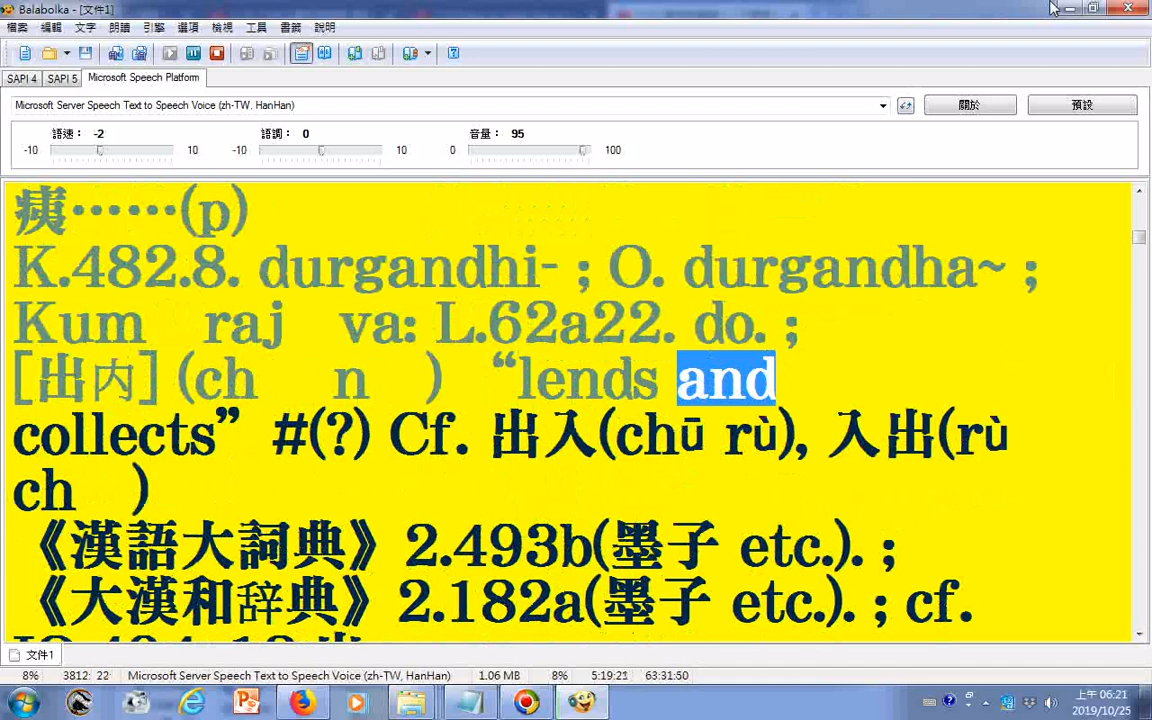 Balabolka - [文件1]
檔案 編輯 文字 朗讀 引擎 選項 檢視 工具 書籤 說明
SAPI 4 SAPI 5 Microsoft Speech Platform
Microsoft Server Speech Text to Speech Voice (zh-TW, HanHan) 關於 預設
語速： -2 語調： 0 音量： 95
-10 10 -10 10 0 100
痍⋯⋯(p)
K.482.8. durgandhi- ; O. durgandha~ ;
Kum raj va: L.62a22. do. ;
[出内] (ch n ) “lends and
collects” #(?) Cf. 出入(chū rù), 入出(rù
ch )
《漢語大詞典》 2.493b(墨子 etc.). ;
《大漢和辞典》 2.182a(墨子 etc.). ; cf.
文件1
8% 3812: 22 Microsoft Server Speech Text to Speech Voice (zh-TW, HanHan) 1.06 MB 8% 5:19:21 63:31:50
上午 06:21
2019/10/25